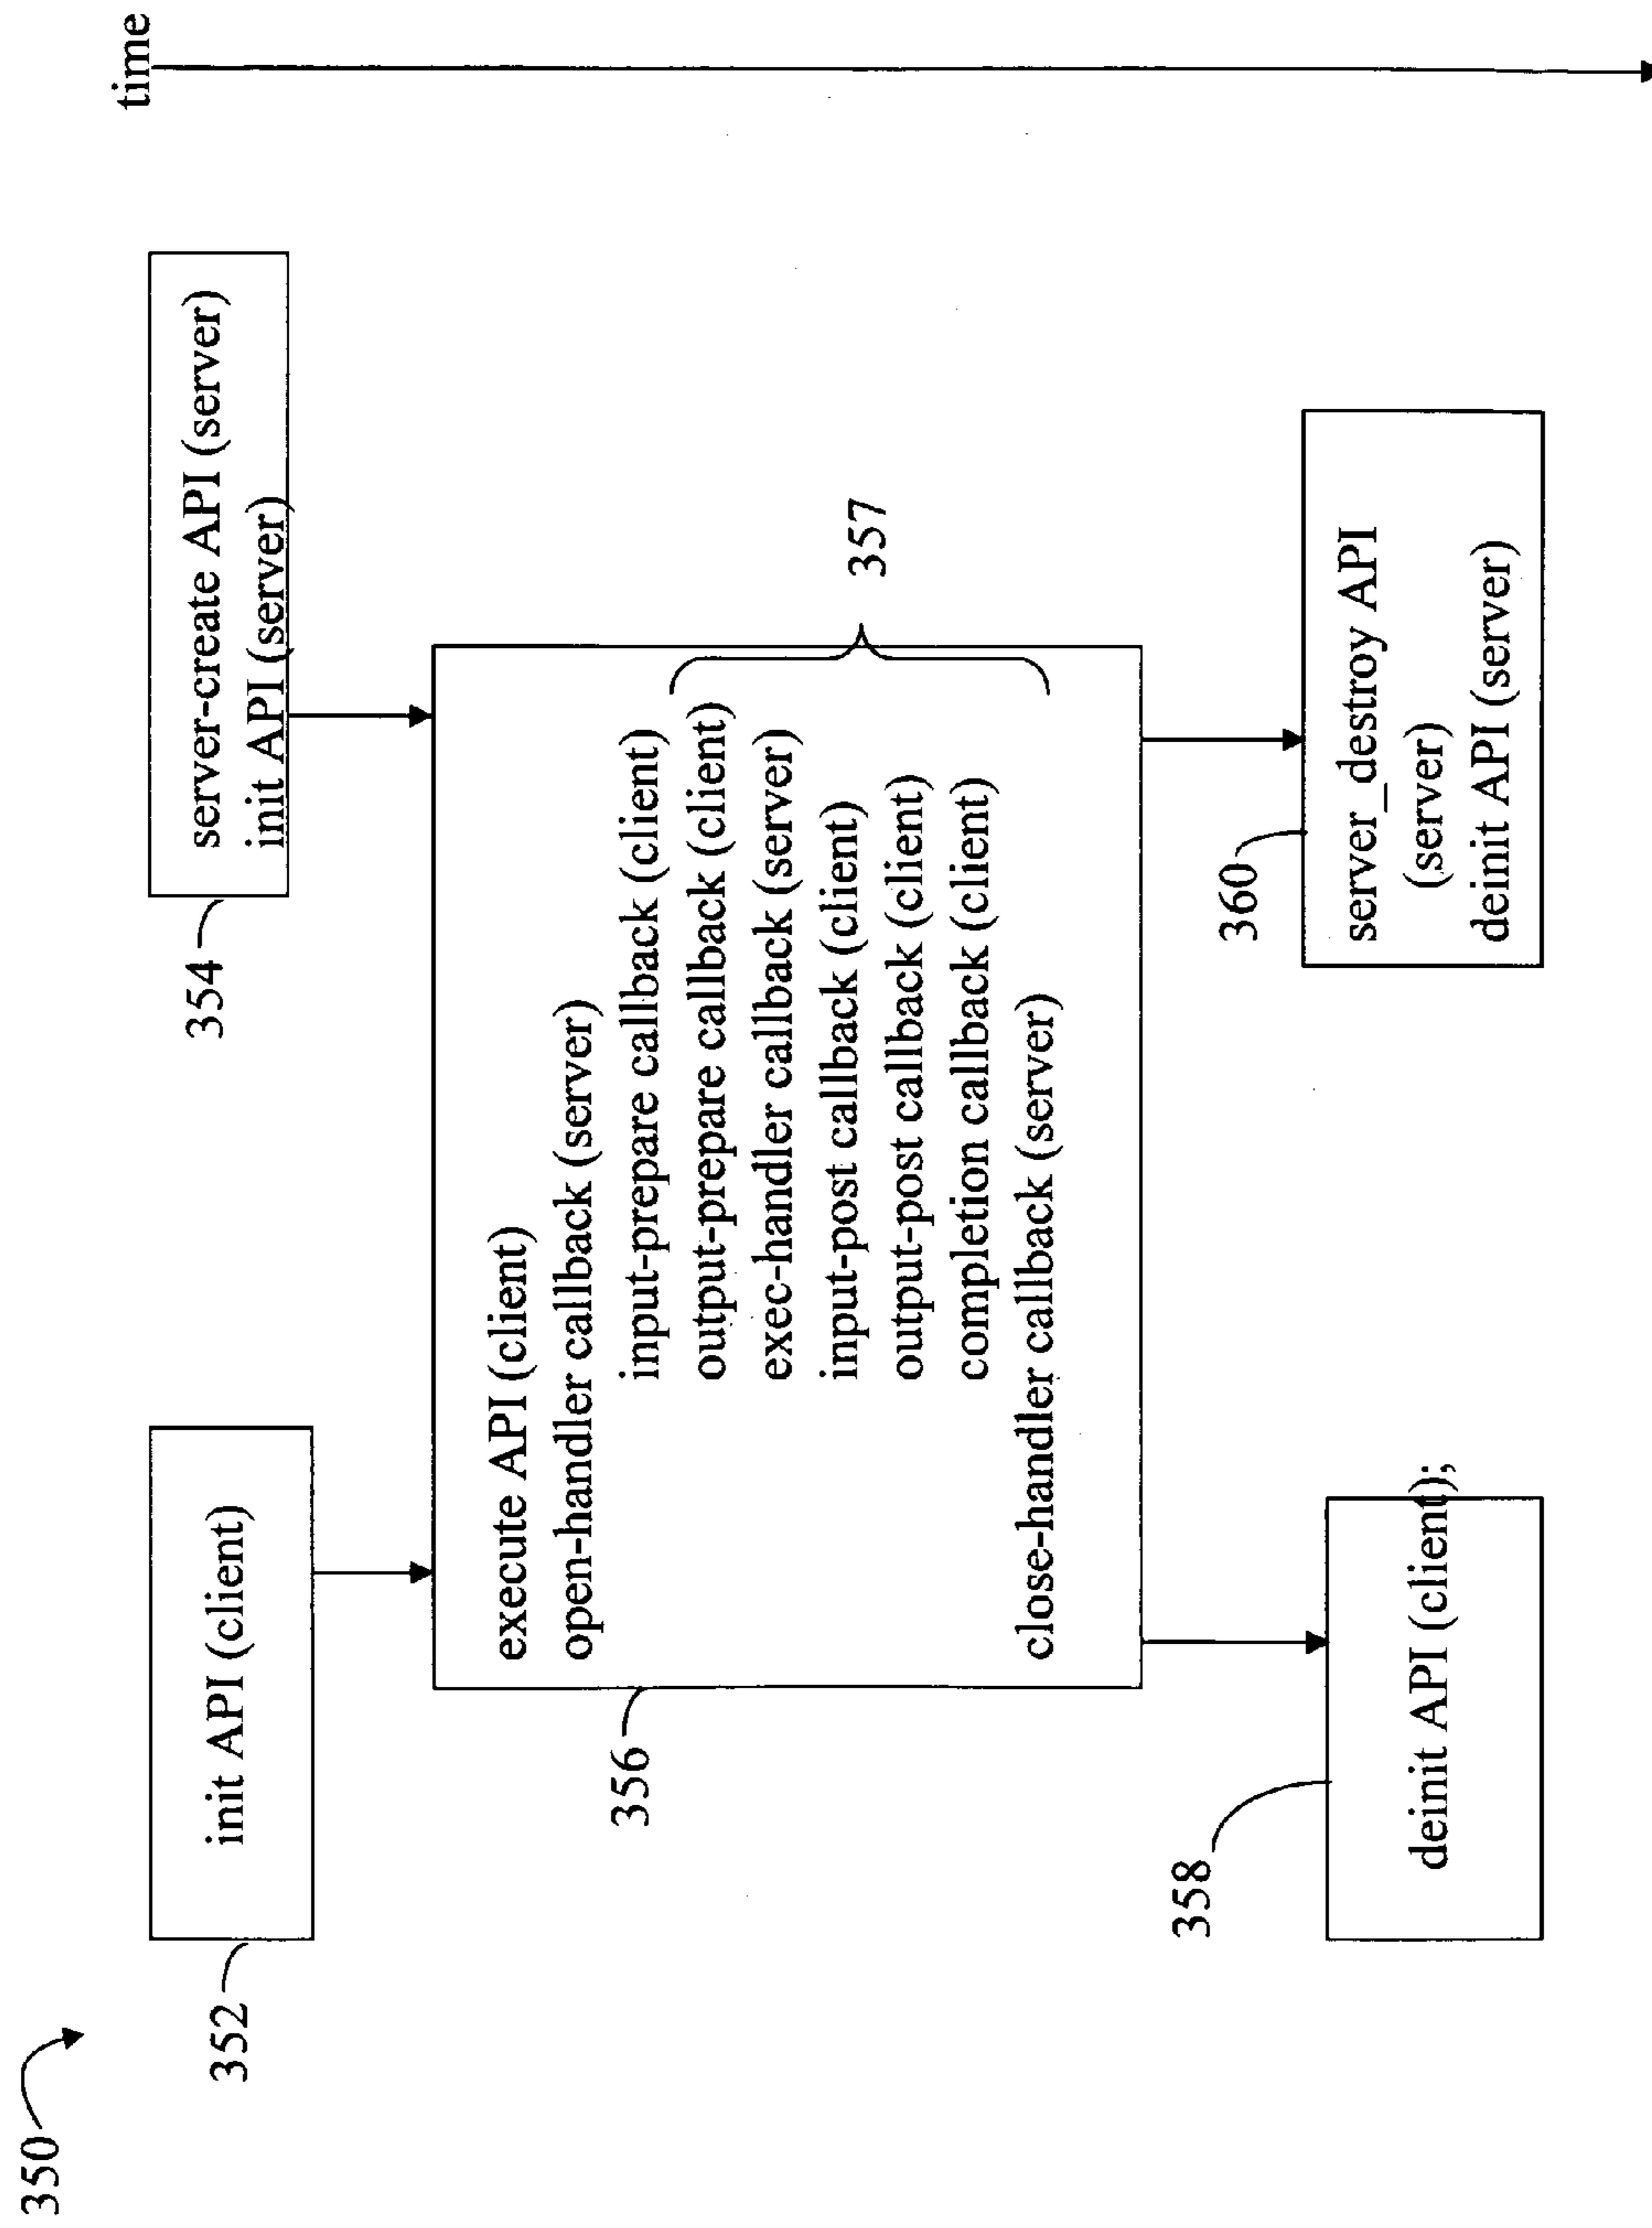 350
352
init API (client)
354
server-create API (server)
init API (server)
time
356
execute API (client)
open-handler callback (server)
input-prepare callback (client)
output-prepare callback (client)
exec-handler callback (server)
input-post callback (client)
output-post callback (client)
completion callback (client)
close-handler callback (server)
357
358
deinit API (client);
360
server_destroy API
(server)
deinit API (server)